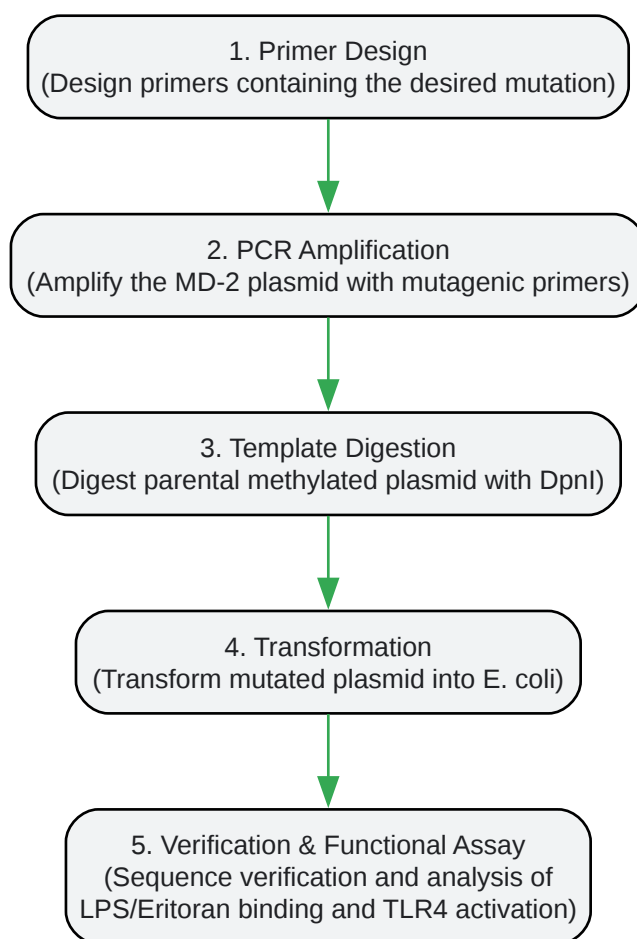 1. Primer Design
(Design primers containing the desired mutation)
2. PCR Amplification
(Amplify the MD-2 plasmid with mutagenic primers)
3. Template Digestion
(Digest parental methylated plasmid with DpnI)
4. Transformation
(Transform mutated plasmid into E. coli)
5. Verification & Functional Assay
(Sequence verification and analysis of
LPS/Eritoran binding and TLR4 activation)